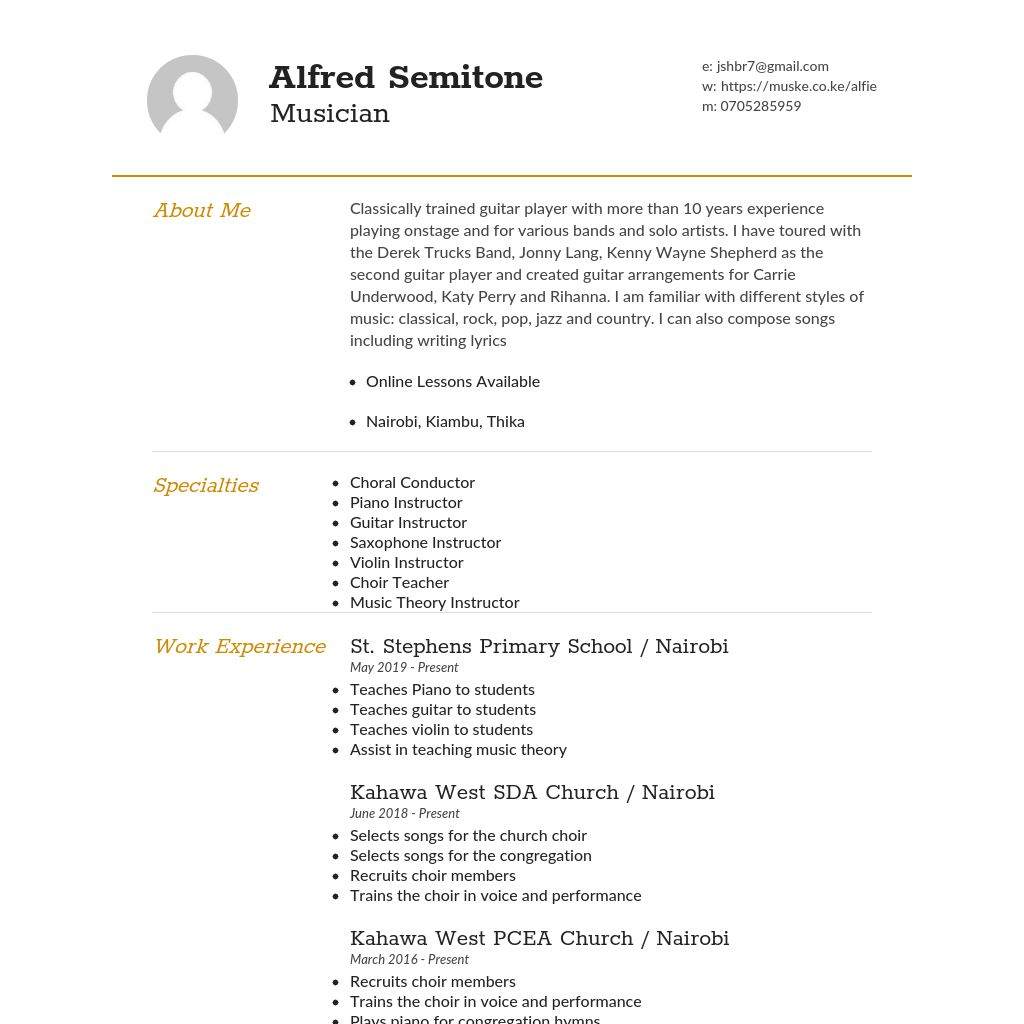 Alfred Semitone
Musician
e: jshbr7@gmail.com
w: https://muske.co.ke/alfie
m: 0705285959
About Me
Classically trained guitar player with more than 10 years experience
playing onstage and for various bands and solo artists. I have toured with
the Derek Trucks Band, Jonny Lang, Kenny Wayne Shepherd as the
second guitar player and created guitar arrangements for Carrie
Underwood, Katy Perry and Rihanna. I am familiar with different styles of
music: classical, rock, pop, jazz and country. I can also compose songs
including writing lyrics
• Online Lessons Available
• Nairobi, Kiambu, Thika
Specialties
• Choral Conductor
• Piano Instructor
• Guitar Instructor
• Saxophone Instructor
• Violin Instructor
• Choir Teacher
• Music Theory Instructor
Work Experience
St. Stephens Primary School / Nairobi
May 2019 - Present
• Teaches Piano to students
• Teaches guitar to students
• Teaches violin to students
• Assist in teaching music theory
Kahawa West SDA Church / Nairobi
June 2018 - Present
• Selects songs for the church choir
• Selects songs for the congregation
• Recruits choir members
• Trains the choir in voice and performance
Kahawa West PCEA Church / Nairobi
March 2016 - Present
• Recruits choir members
• Trains the choir in voice and performance
• Plays piano for congregation hymns